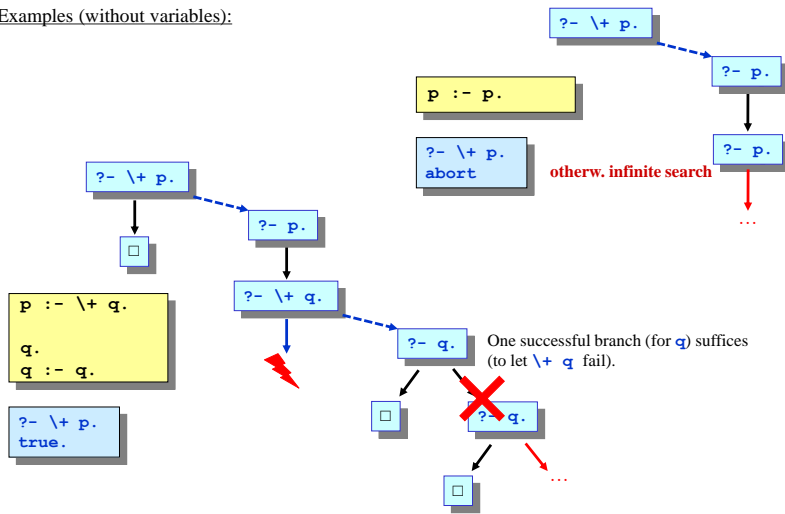 Examples (without variables):
?- \+ p.
?- p.
p :- p.
?- \+ p.
abort
otherw. infinite search
?- p.
...
?- \+ p.
?- p.
□
?- \+ q.
p :- \+ q.
q.
q :- q.
?- q.
One successful branch (for q) suffices
(to let \+ q fail).
□
?- q.
?- \+ p.
true.
...
□